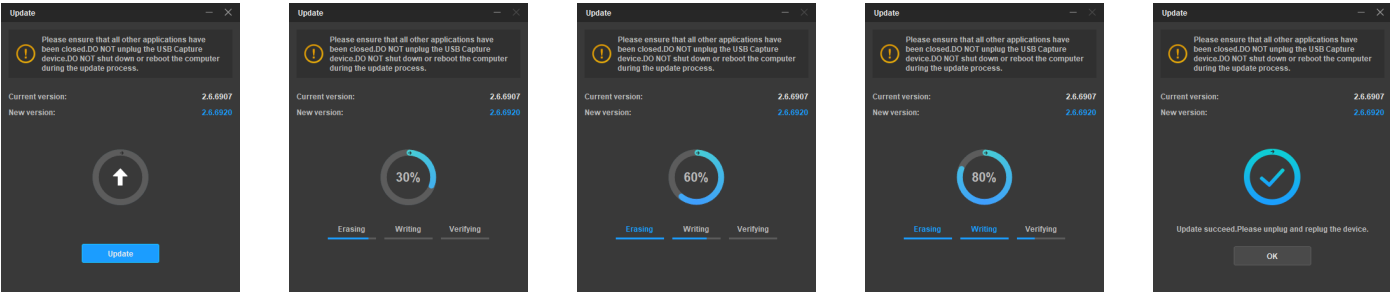 Update
Please ensure that all other applications have
been closed.DO NOT unplug the USB Capture
device.DO NOT shut down or reboot the computer
during the update process.
Current version: 2.6.6907
New version: 2.6.6920
Update
Update
Please ensure that all other applications have
been closed.DO NOT unplug the USB Capture
device.DO NOT shut down or reboot the computer
during the update process.
Current version: 2.6.6907
New version: 2.6.6920
30%
Erasing Writing Verifying
Update
Please ensure that all other applications have
been closed.DO NOT unplug the USB Capture
device.DO NOT shut down or reboot the computer
during the update process.
Current version: 2.6.6907
New version: 2.6.6920
60%
Erasing Writing Verifying
Update
Please ensure that all other applications have
been closed.DO NOT unplug the USB Capture
device.DO NOT shut down or reboot the computer
during the update process.
Current version: 2.6.6907
New version: 2.6.6920
80%
Erasing Writing Verifying
Update
Please ensure that all other applications have
been closed.DO NOT unplug the USB Capture
device.DO NOT shut down or reboot the computer
during the update process.
Current version: 2.6.6907
New version: 2.6.6920
Update succeed.Please unplug and replug the device.
OK